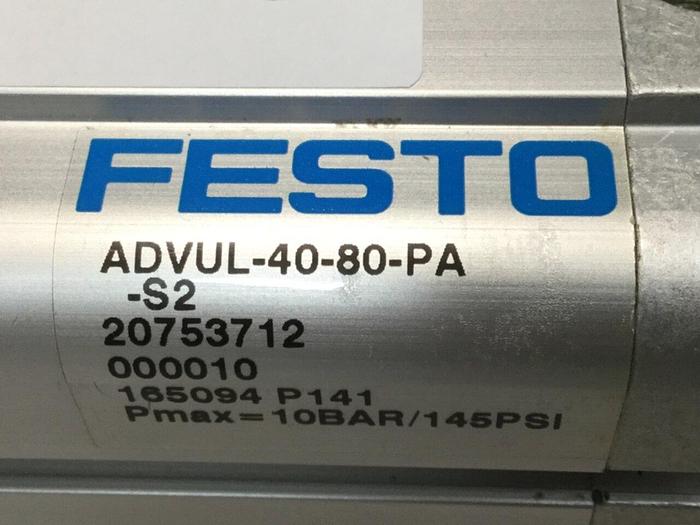 FESTO
ADVUL-40-80-PA
-S2
20753712
000010
165094 P141
Pmax=10BAR/145PSI